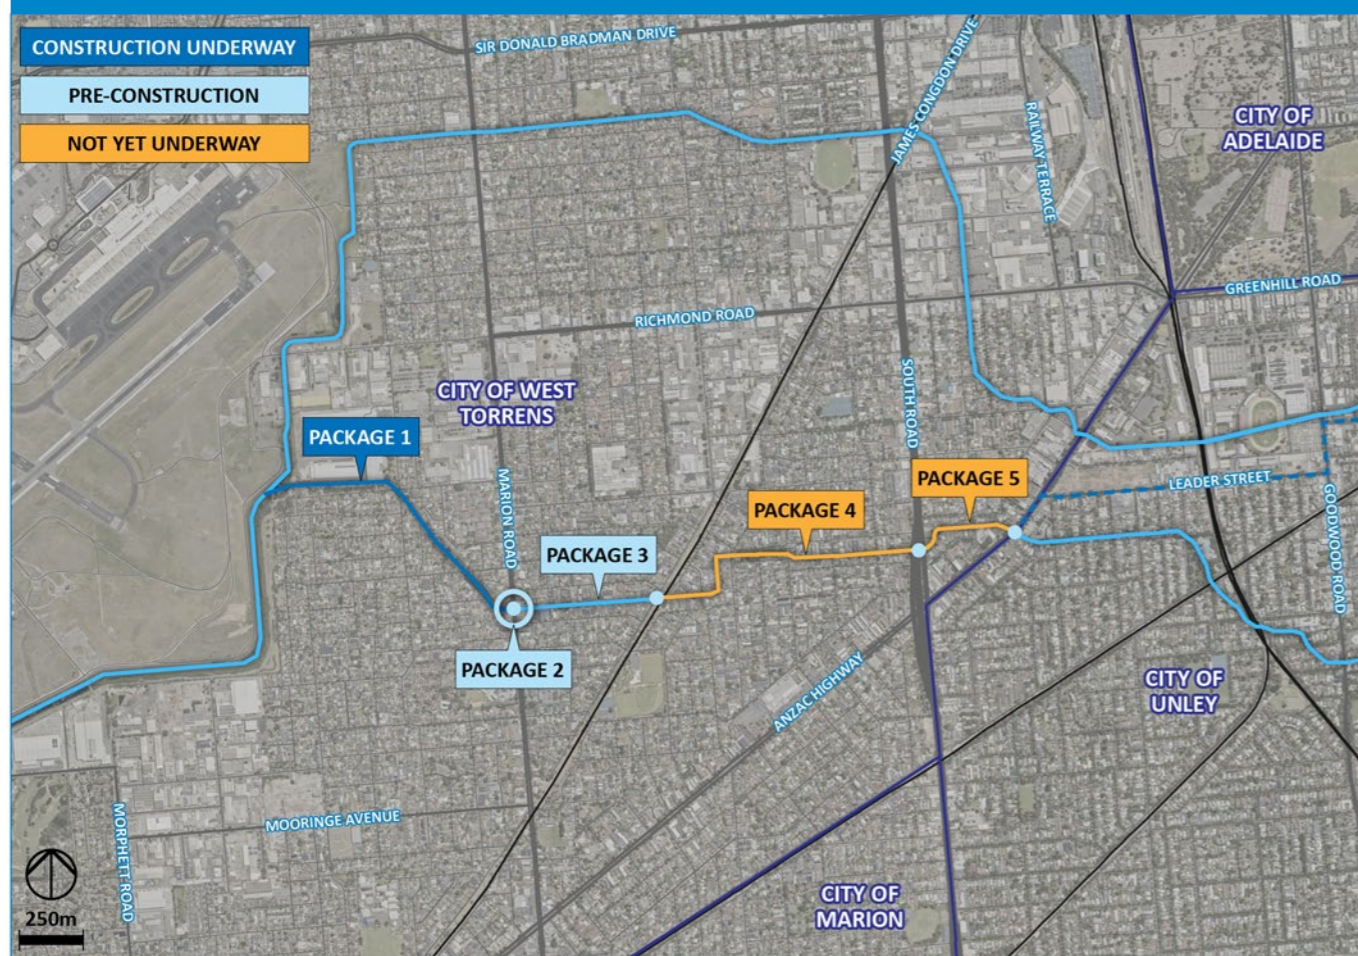 CONSTRUCTION UNDERWAY
PRE-CONSTRUCTION
NOT YET UNDERWAY
SIR DONALD BRADMAN DRIVE
JAMES CONGDON DRIVE
RAILWAY TERRACE
CITY OF
ADELAIDE
GREENHILL ROAD
RICHMOND ROAD
CITY OF WEST
TORRENS
SOUTH ROAD
PACKAGE 1
MARION ROAD
PACKAGE 5
LEADER STREET
PACKAGE 4
GOODWOOD ROAD
PACKAGE 3
PACKAGE 2
ANZAC HIGHWAY
CITY OF
UNLEY
MORPHETT ROAD
MOORINGE AVENUE
CITY OF
MARION
250m